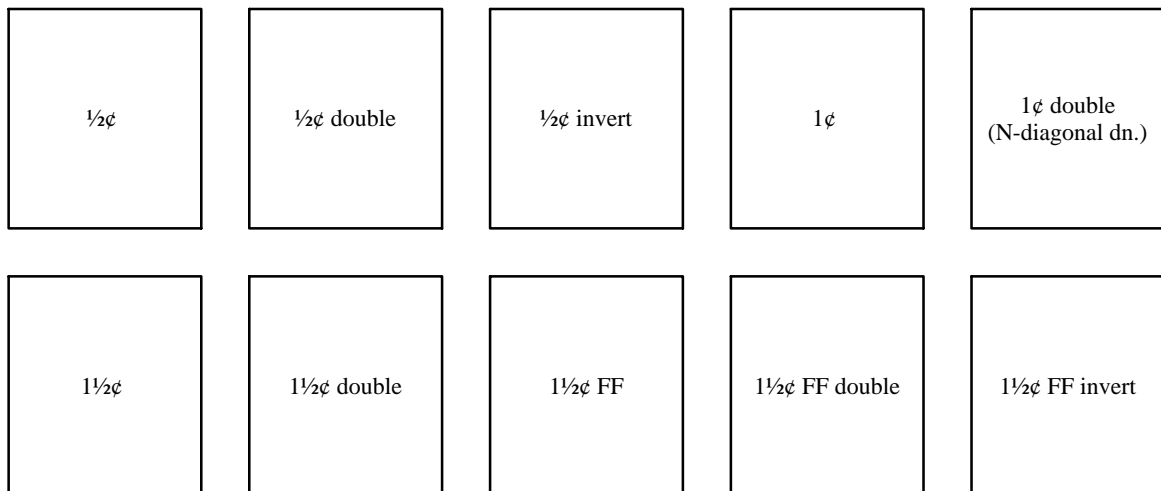 ½¢
½¢ double
½¢ invert
1¢
1¢ double
(N-diagonal dn.)
1½¢
1½¢ double
1½¢ FF
1½¢ FF double
1½¢ FF invert